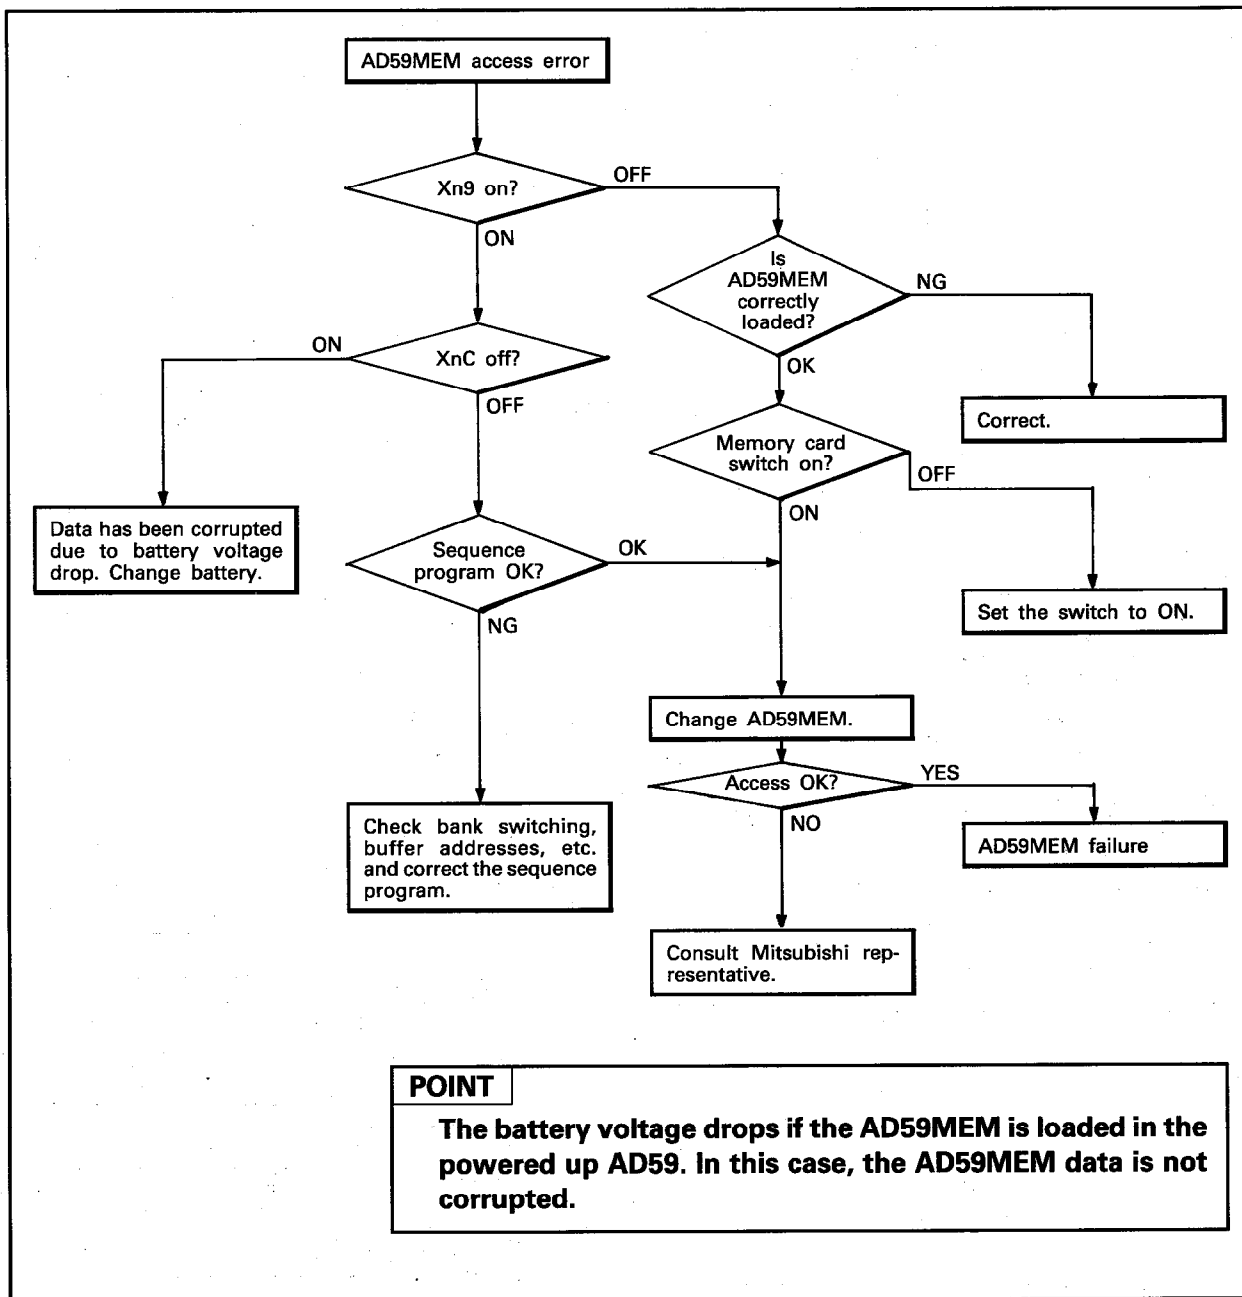 AD59MEM access error
Xn9 on?
OFF
ON
Is
AD59MEM
correctly
loaded?
NG
OK
ON
XnC off?
OFF
Correct.
Memory card
switch on?
OFF
ON
Data has been corrupted
due to battery voltage
drop. Change battery.
Sequence
program OK?
OK
NG
Set the switch to ON.
Change AD59MEM.
Access OK?
YES
NO
AD59MEM failure
Check bank switching,
buffer addresses, etc.
and correct the sequence
program.
Consult Mitsubishi rep-
resentative.
POINT
The battery voltage drops if the AD59MEM is loaded in the
powered up AD59. In this case, the AD59MEM data is not
corrupted.